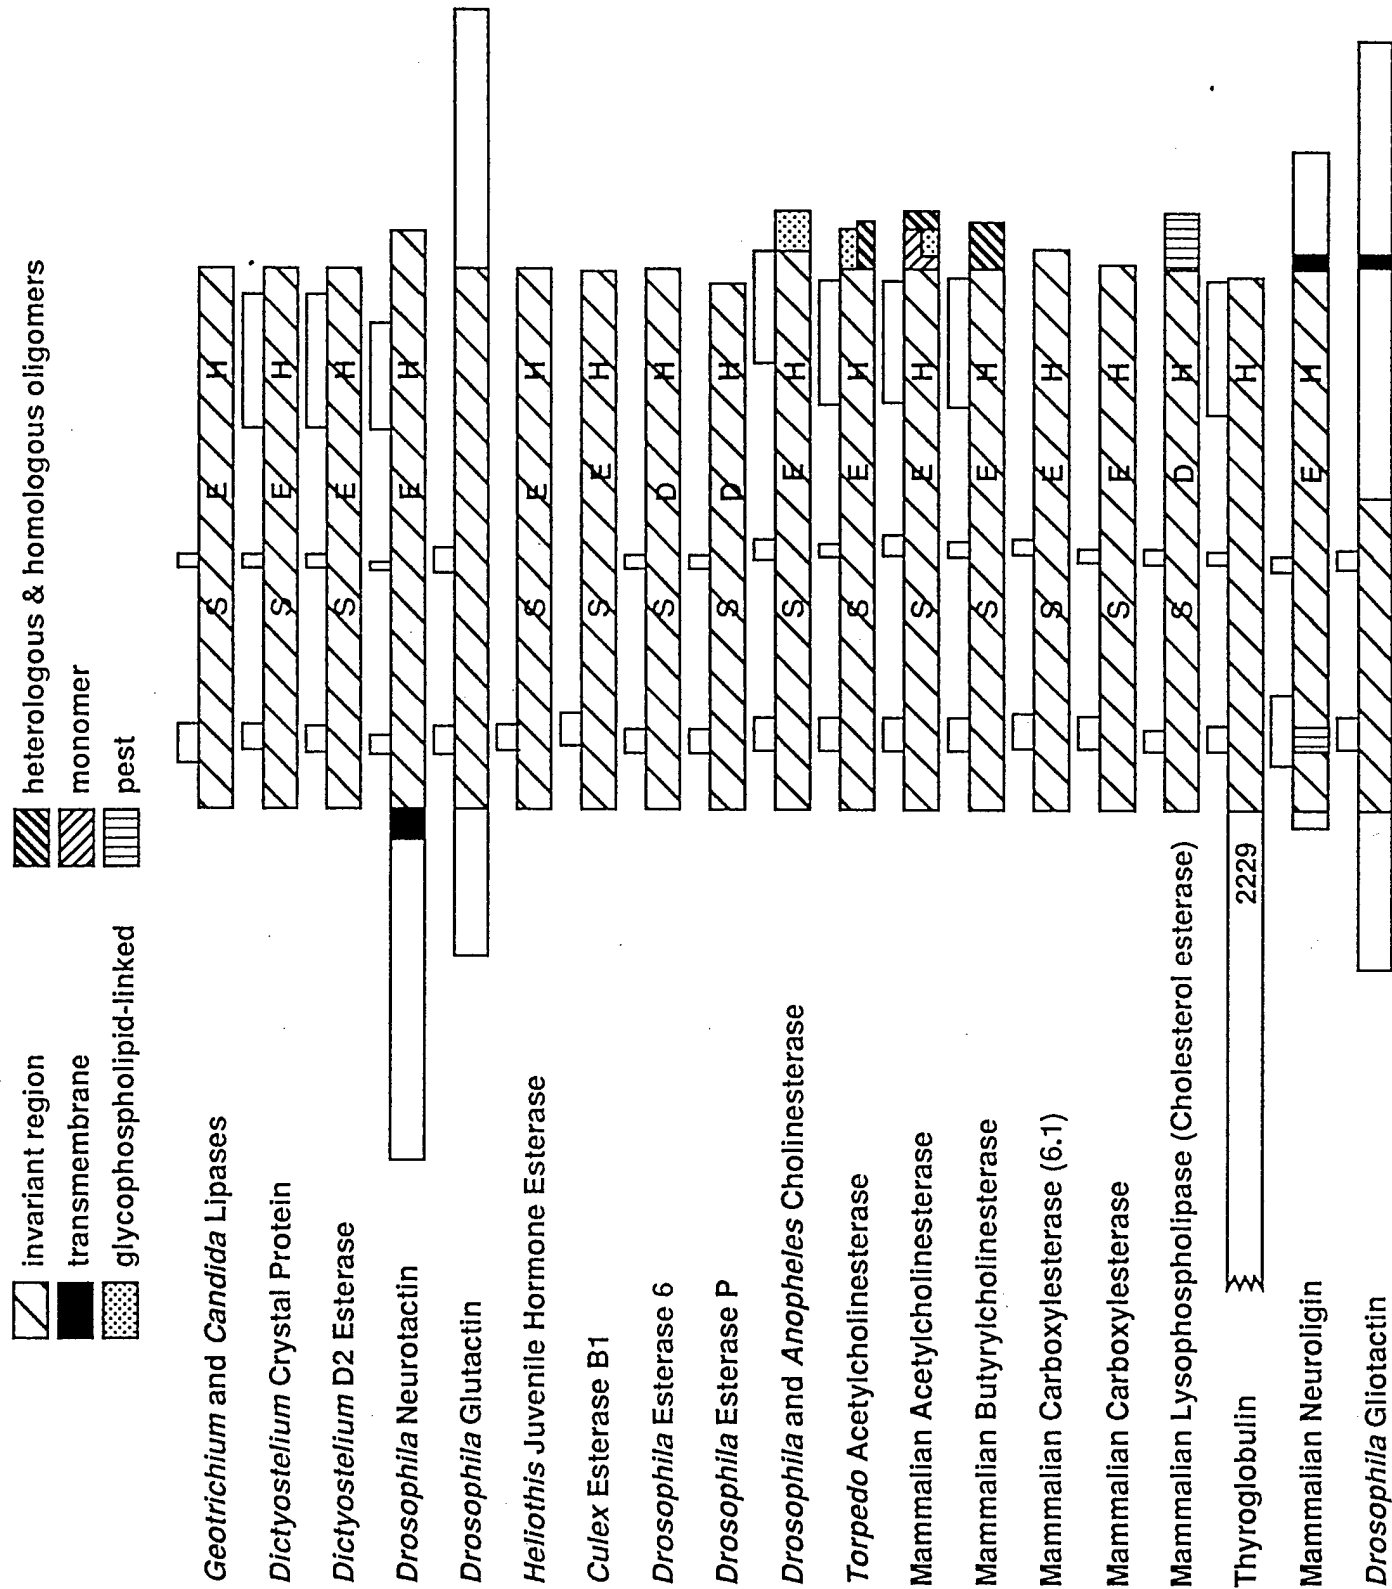 invariant region
transmembrane
glycophospholipid-linked
heterologous & homologous oligomers
monomer
pest
Geotrichium and Candida Lipases S E H
Dictyostelium Crystal Protein S E H
Dictyostelium D2 Esterase S E H
Drosophila Neurotactin E H
Drosophila Glutactin
Heliothis Juvenile Hormone Esterase S E H
Culex Esterase B1 S E H
Drosophila Esterase 6 S D H
Drosophila Esterase P S D H
Drosophila and Anopheles Cholinesterase S E H
Torpedo Acetylcholinesterase S E H
Mammalian Acetylcholinesterase S E H
Mammalian Butyrylcholinesterase S E H
Mammalian Carboxylesterase (6.1) S E H
Mammalian Carboxylesterase S E H
Mammalian Lysophospholipase (Cholesterol esterase) S D H
Thyroglobulin 2229 H
Mammalian Neuroligin E H
Drosophila Gliotactin